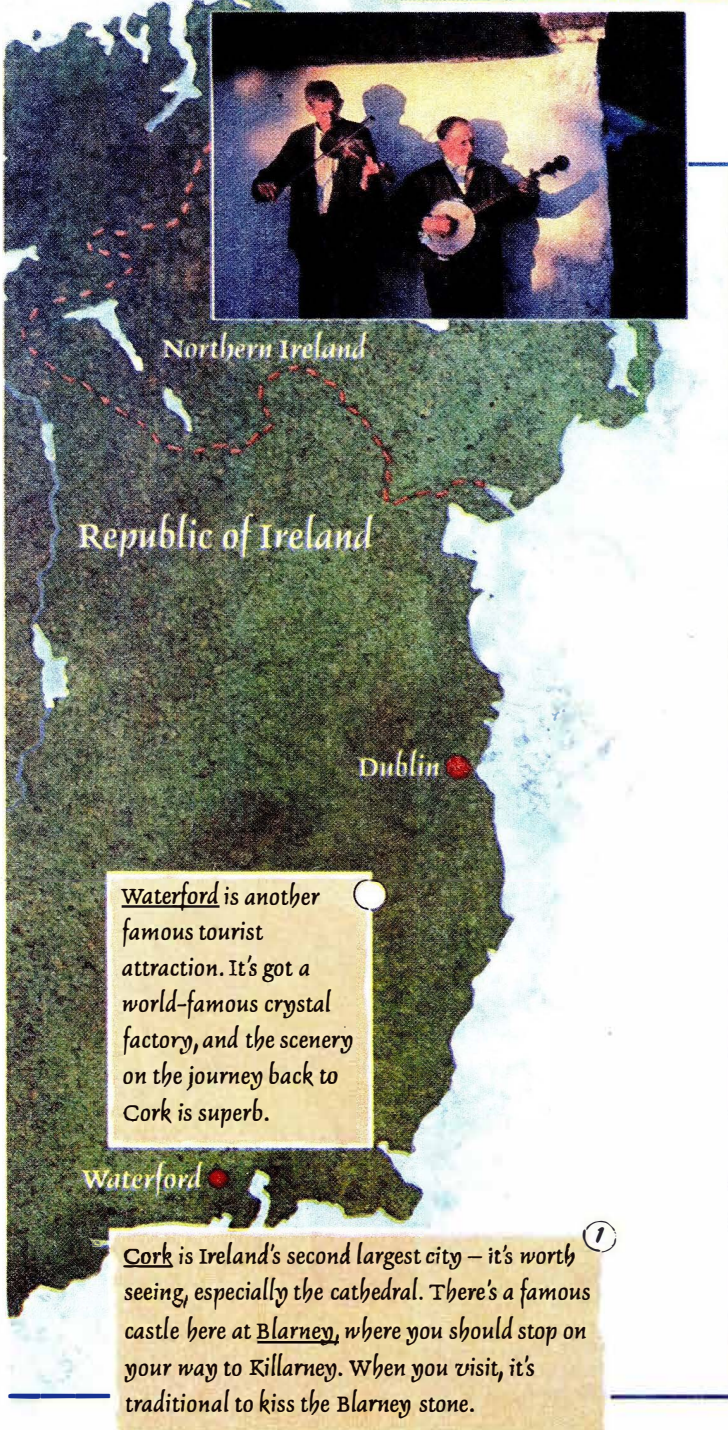 Northern Ireland
Republic of Ireland
Dublin
Waterford is another
famous tourist
attraction. It's got a
world-famous crystal
factory, and the scenery
on the journey back to
Cork is superb.
Waterford
1
Cork is Ireland's second largest city – it's worth
seeing, especially the cathedral. There's a famous
castle here at Blarney, where you should stop on
your way to Killarney. When you visit, it's
traditional to kiss the Blarney stone.